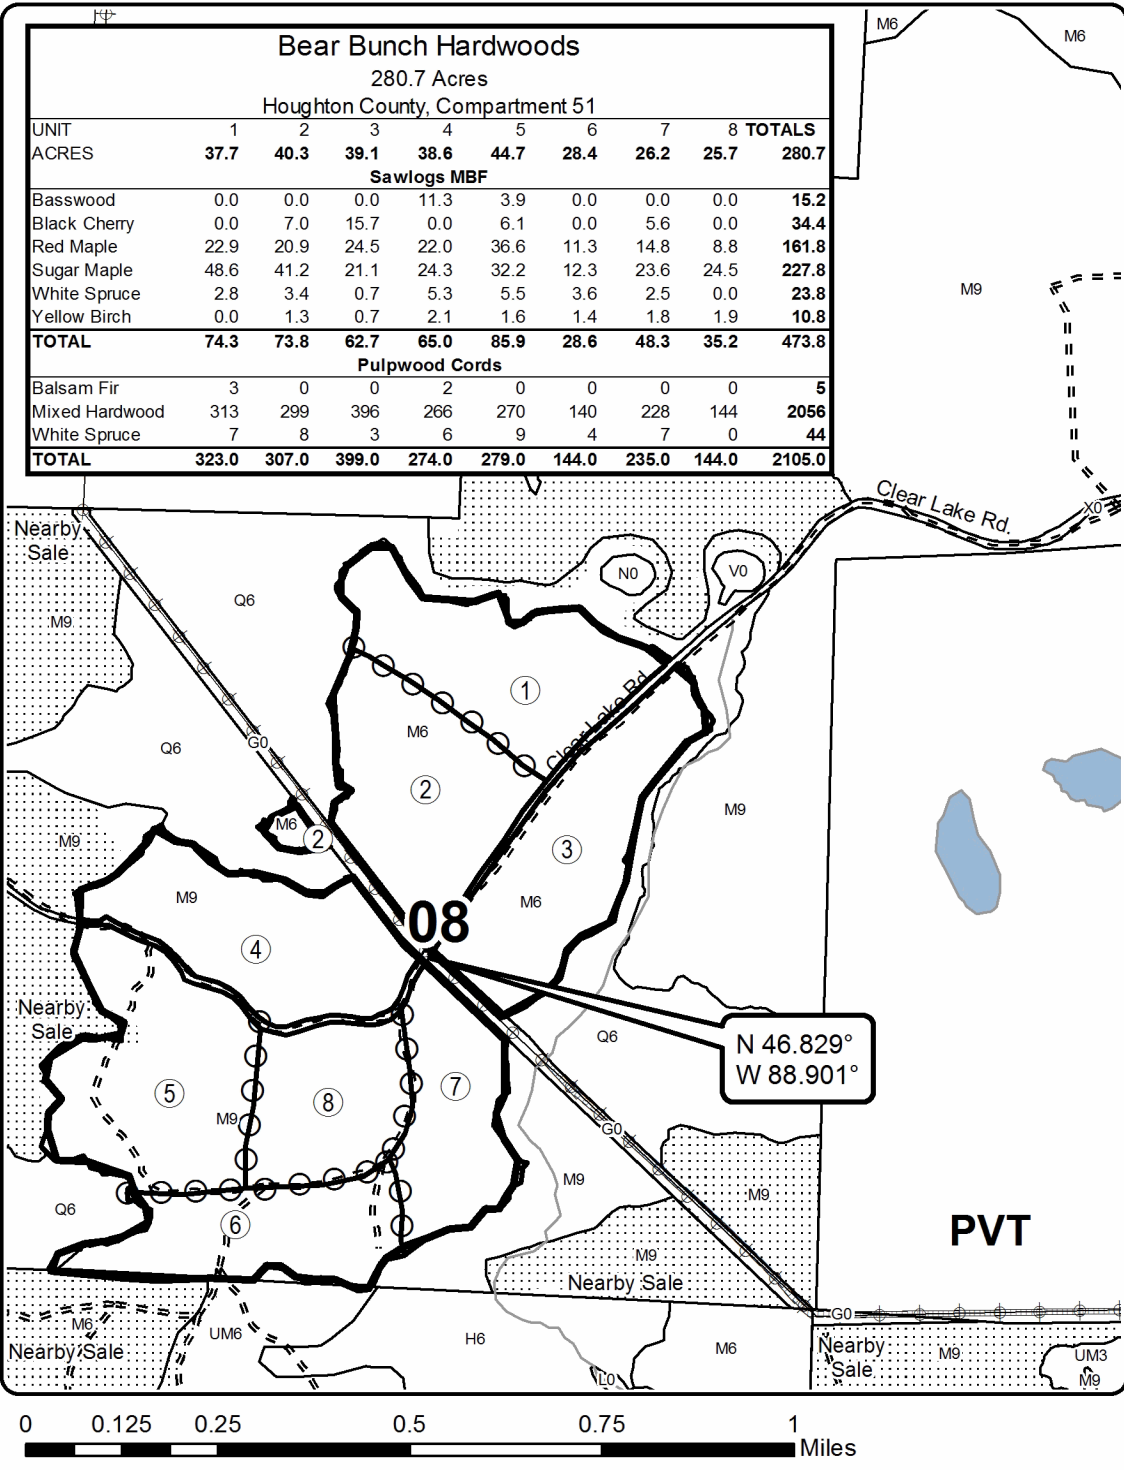 Bear Bunch Hardwoods
280.7 Acres
Houghton County, Compartment 51
UNIT 1 2 3 4 5 6 7 8 TOTALS
ACRES 37.7 40.3 39.1 38.6 44.7 28.4 26.2 25.7 280.7
Sawlogs MBF
Basswood 0.0 0.0 0.0 11.3 3.9 0.0 0.0 0.0 15.2
Black Cherry 0.0 7.0 15.7 0.0 6.1 0.0 5.6 0.0 34.4
Red Maple 22.9 20.9 24.5 22.0 36.6 11.3 14.8 8.8 161.8
Sugar Maple 48.6 41.2 21.1 24.3 32.2 12.3 23.6 24.5 227.8
White Spruce 2.8 3.4 0.7 5.3 5.5 3.6 2.5 0.0 23.8
Yellow Birch 0.0 1.3 0.7 2.1 1.6 1.4 1.8 1.9 10.8
TOTAL 74.3 73.8 62.7 65.0 85.9 28.6 48.3 35.2 473.8
Pulpwood Cords
Balsam Fir 3 0 0 2 0 0 0 0 5
Mixed Hardwood 313 299 396 266 270 140 228 144 2056
White Spruce 7 8 3 6 9 4 7 0 44
TOTAL 323.0 307.0 399.0 274.0 279.0 144.0 235.0 144.0 2105.0
M6
M6
M9
Clear Lake Rd.
X0
Nearby
Sale
N0
V0
Q6
M9
Clear Lake Rd.
1
M6
Q6
G0
2
M9
M6
2
3
M9
M9
M6
08
4
Nearby
Sale
N 46.829°
W 88.901°
Q6
5
M9
8
7
G0
M9
M9
Q6
6
PVT
M9
Nearby Sale
M6
Nearby Sale
UM6
H6
M6
G0
Nearby
Sale
M9
UM3
M9
L0
0 0.125 0.25 0.5 0.75 1
Miles